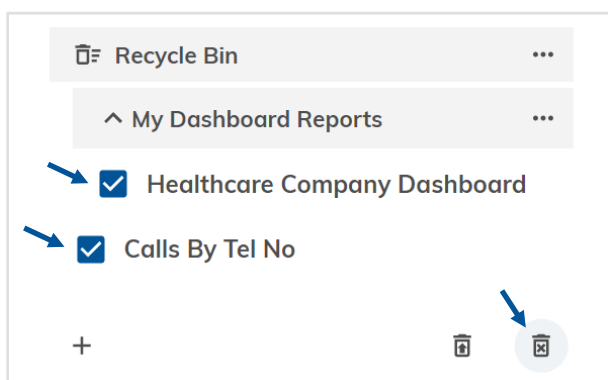 Recycle Bin
My Dashboard Reports
Healthcare Company Dashboard
Calls By Tel No